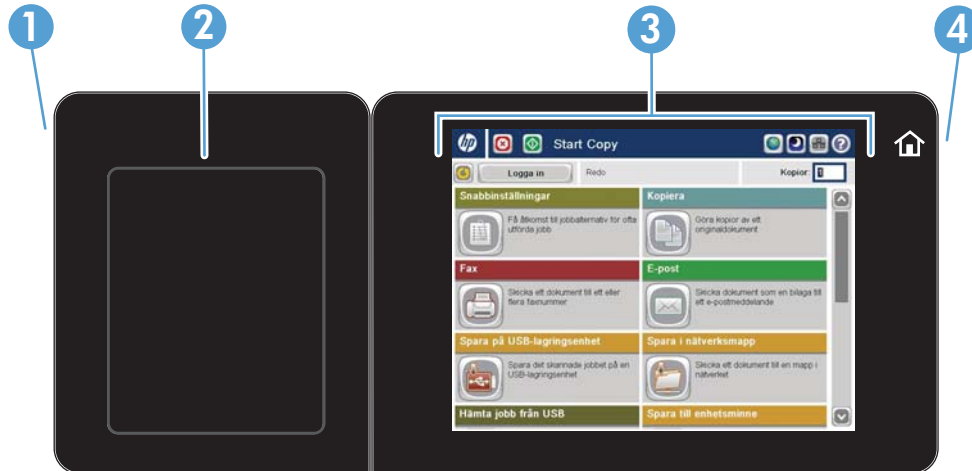 1
2
3
4
hp
Start Copy
Logga in
Redo
Kopior:
1
Snabbinställningar
Kopiera
Få åtkomst till jobbalternativ för ofta
utförda jobb
Göra kopior av ett
originaldokument
Fax
E-post
Skicka ett dokument till ett eller
flera faxnummer
Skicka dokument som en bilaga till
ett e-postmeddelande
Spara på USB-lagringsenhet
Spara i nätverksmapp
Spara det skannade jobbet på en
USB-lagringsenhet
Skicka ett dokument till en mapp i
nätverket
Hämta jobb från USB
Spara till enhetsminne